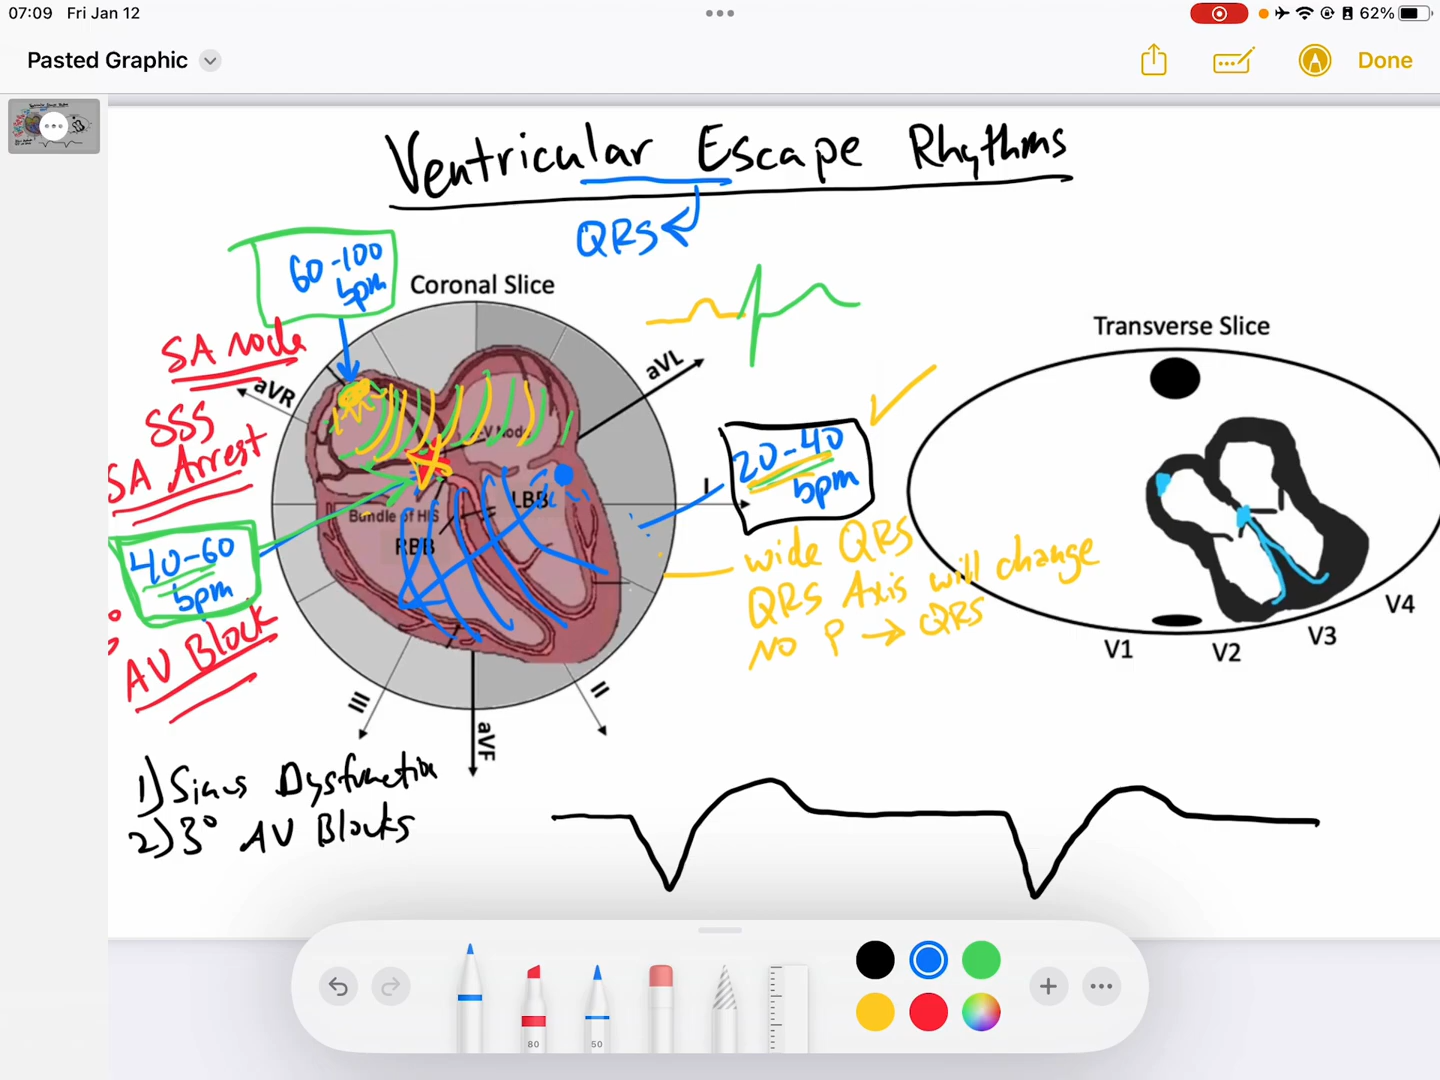 07:09 Fri Jan 12
62%
Pasted Graphic
Done
Ventricular Escape Rhythms
QRS
60-100
bpm
Coronal Slice
SA node
aVR
aVL
SSS
SA Arrest
AV Node
I
20-40
bpm
LBB
Bundle of HIS
RBB
40-60
bpm
AV Block
wide QRS
QRS Axis will change
NO P → QRS
Transverse Slice
V1
V2
V3
V4
III
aVF
II
1) Sinus Dysfunction
2) 3° AV Blocks
80
50